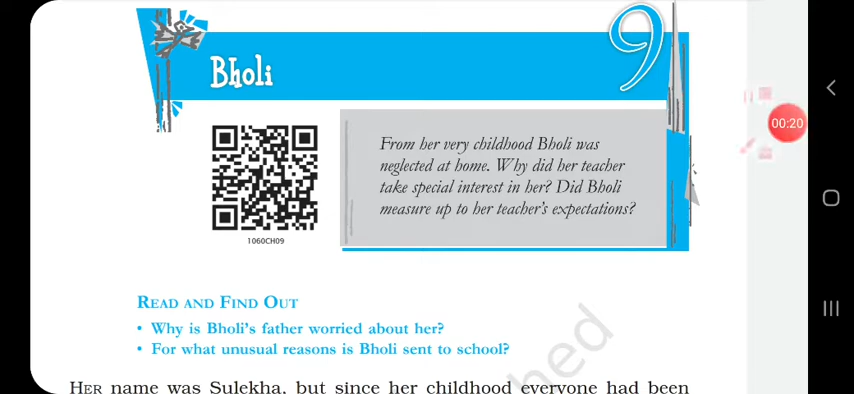 Bholi
9
From her very childhood Bholi was
neglected at home. Why did her teacher
take special interest in her? Did Bholi
measure up to her teacher's expectations?
1060CH09
READ AND FIND OUT
• Why is Bholi's father worried about her?
• For what unusual reasons is Bholi sent to school?
HER name was Sulekha, but since her childhood everyone had been
hed
00:20